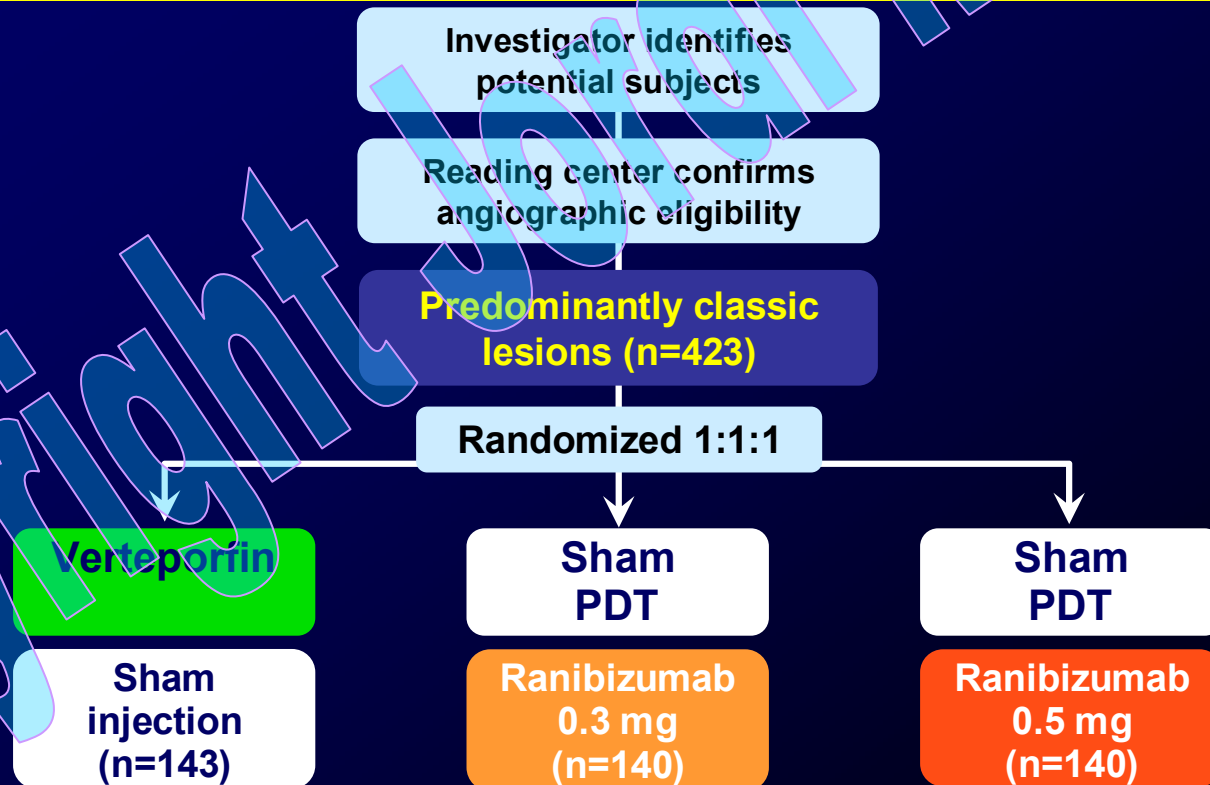 Investigator identifies
potential subjects
Reading center confirms
angiographic eligibility
Predominantly classic
lesions (n=423)
Randomized 1:1:1
Verteporfin
Sham
PDT
Sham
PDT
Sham
injection
(n=143)
Ranibizumab
0.3 mg
(n=140)
Ranibizumab
0.5 mg
(n=140)